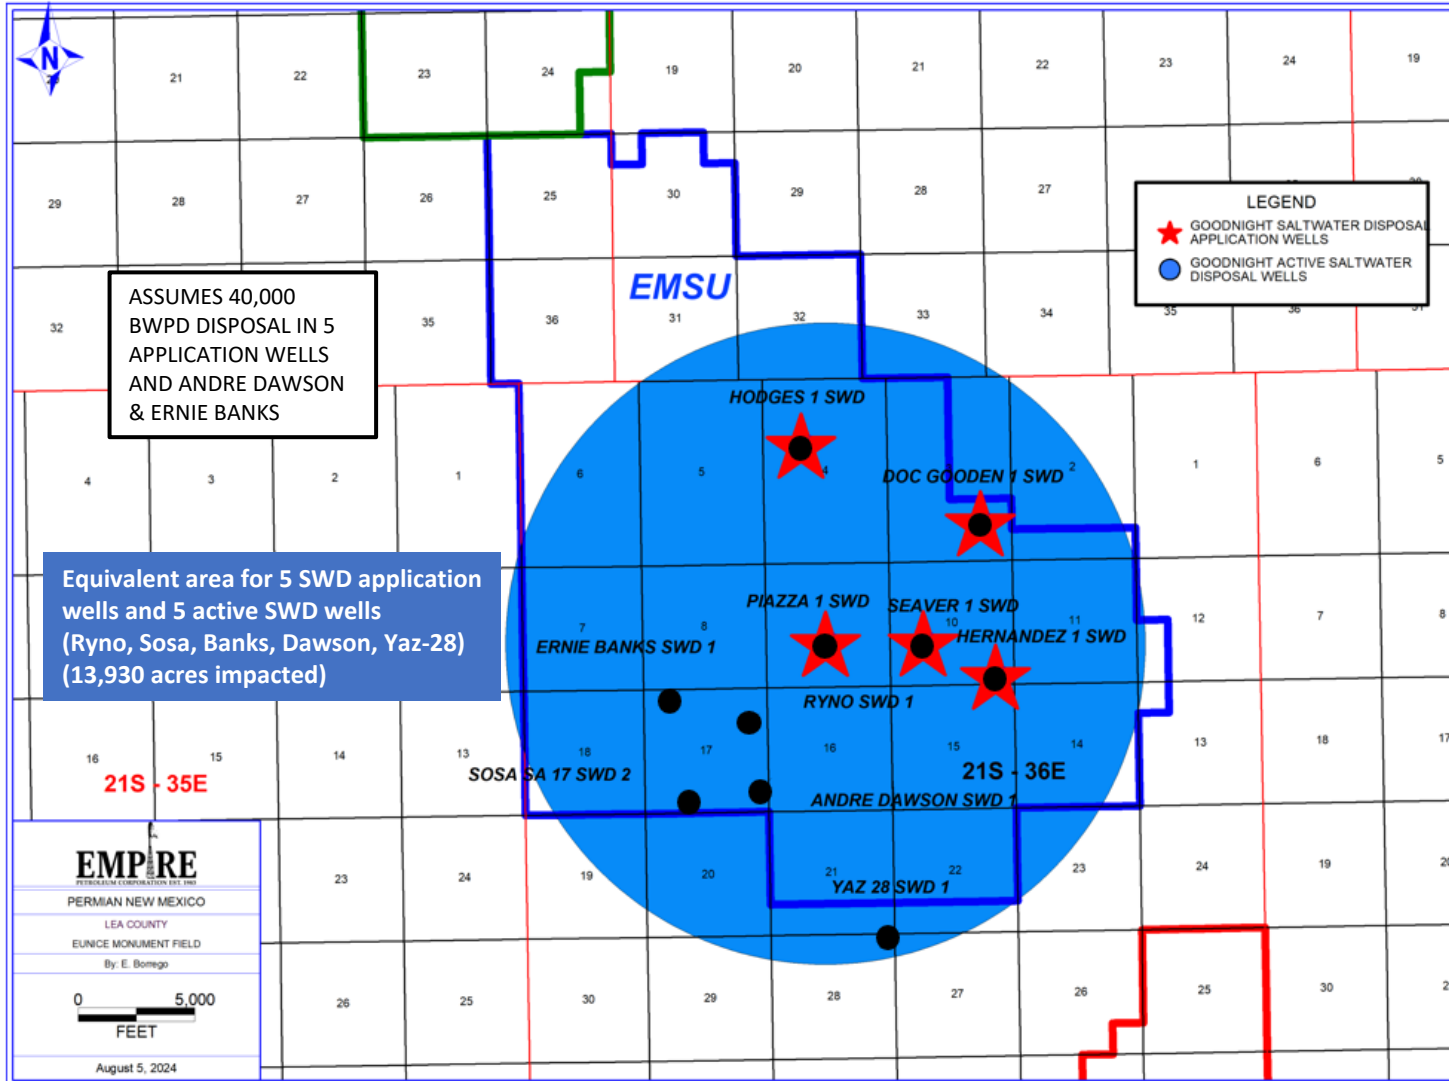 N
20 21 22 23 24 19 20 21 22 23 24 19
29 28 27 26 25 30 29 28 27
LEGEND
GOODNIGHT SALTWATER DISPOSAL
APPLICATION WELLS
GOODNIGHT ACTIVE SALTWATER
DISPOSAL WELLS
EMSU
ASSUMES 40,000
BWPD DISPOSAL IN 5
APPLICATION WELLS
AND ANDRE DAWSON
& ERNIE BANKS
32 35 36 31 32 33 34 35 36 31
HODGES 1 SWD
4 3 2 1 6 5 4 2 1 6 5
DOC GOODEN 1 SWD
Equivalent area for 5 SWD application
wells and 5 active SWD wells
(Ryno, Sosa, Banks, Dawson, Yaz-28)
(13,930 acres impacted)
PIAZZA 1 SWD
SEAVER 1 SWD
7 8 10 11 12 7 8
HERNANDEZ 1 SWD
ERNIE BANKS SWD 1
RYNO SWD 1
16 15 14 13 18 17 16 15 14 13 18 17
21S - 35E
SOSA SA 17 SWD 2
21S - 36E
ANDRE DAWSON SWD 1
EMPIRE
PETROLEUM CORPORATION EST. 1983
PERMIAN NEW MEXICO
LEA COUNTY
EUNICE MONUMENT FIELD
By: E. Borrego
0 5,000
FEET
August 5, 2024
23 24 19 20 21 22 23 24 19 20
YAZ 28 SWD 1
26 25 30 29 28 27 26 25 30